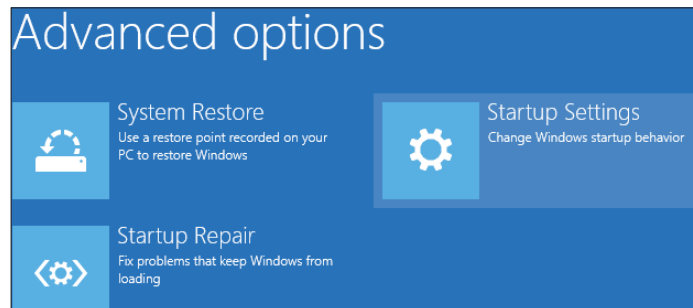 Advanced options
System Restore
Use a restore point recorded on your
PC to restore Windows
Startup Settings
Change Windows startup behavior
Startup Repair
Fix problems that keep Windows from
loading